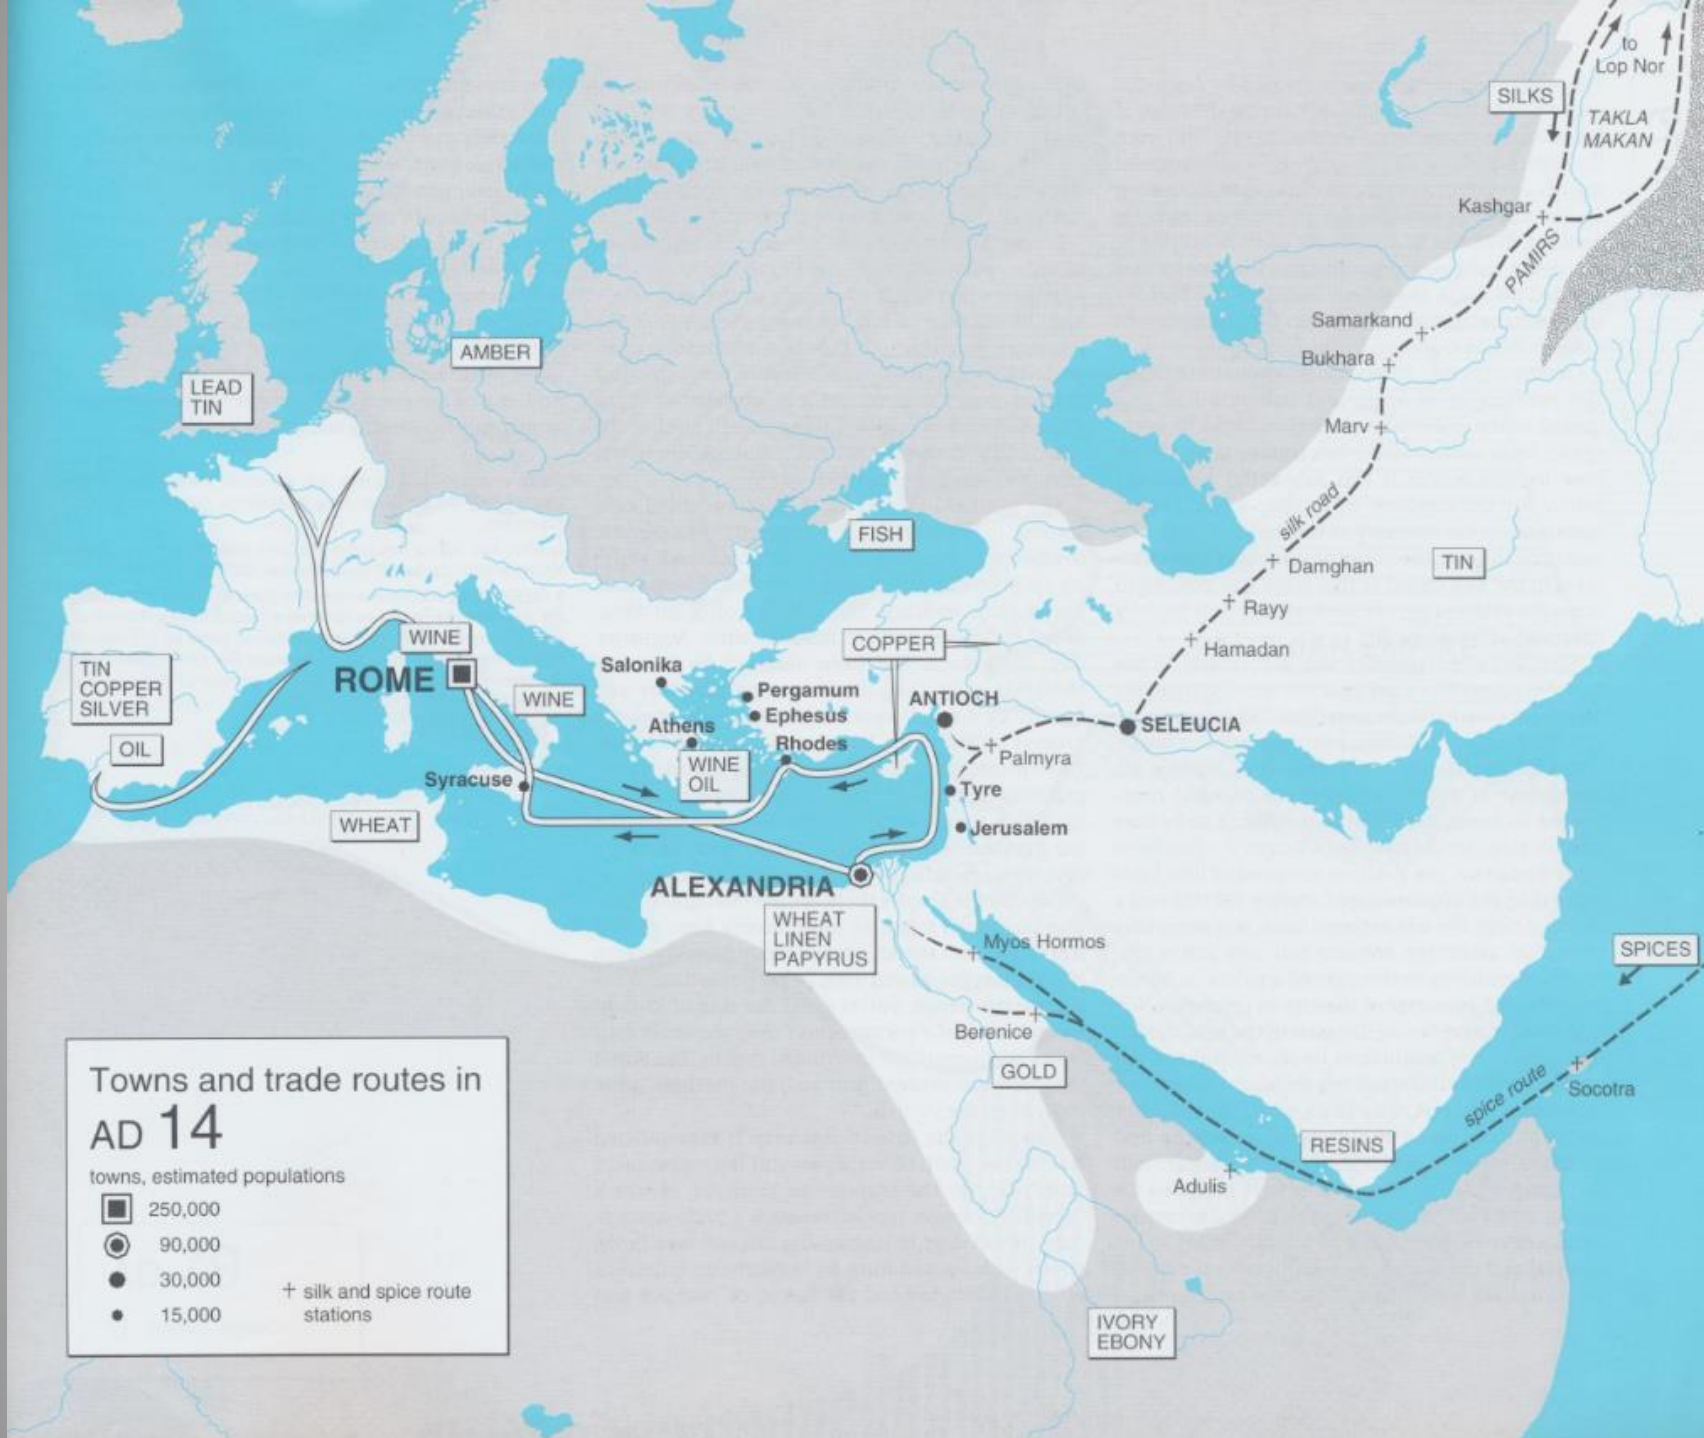 to
Lop Nor
SILKS
TAKLA
MAKAN
Kashgar
PAMIRS
Samarkand
Bukhara
AMBER
LEAD
TIN
Marv
silk road
FISH
TIN
Damghan
Rayy
Hamadan
WINE
COPPER
ROME
Salonika
TIN
COPPER
SILVER
WINE
Pergamum
ANTIOCH
Ephesus
SELEUCIA
Athens
Rhodes
OIL
WINE
OIL
Palmyra
Syracuse
Tyre
WHEAT
Jerusalem
ALEXANDRIA
WHEAT
LINEN
PAPYRUS
Myos Hormos
SPICES
Berenice
GOLD
spice route
Socotra
RESINS
Adulis
IVORY
EBONY
Towns and trade routes in
AD 14
towns, estimated populations
250,000
90,000
30,000
15,000
+ silk and spice route
stations